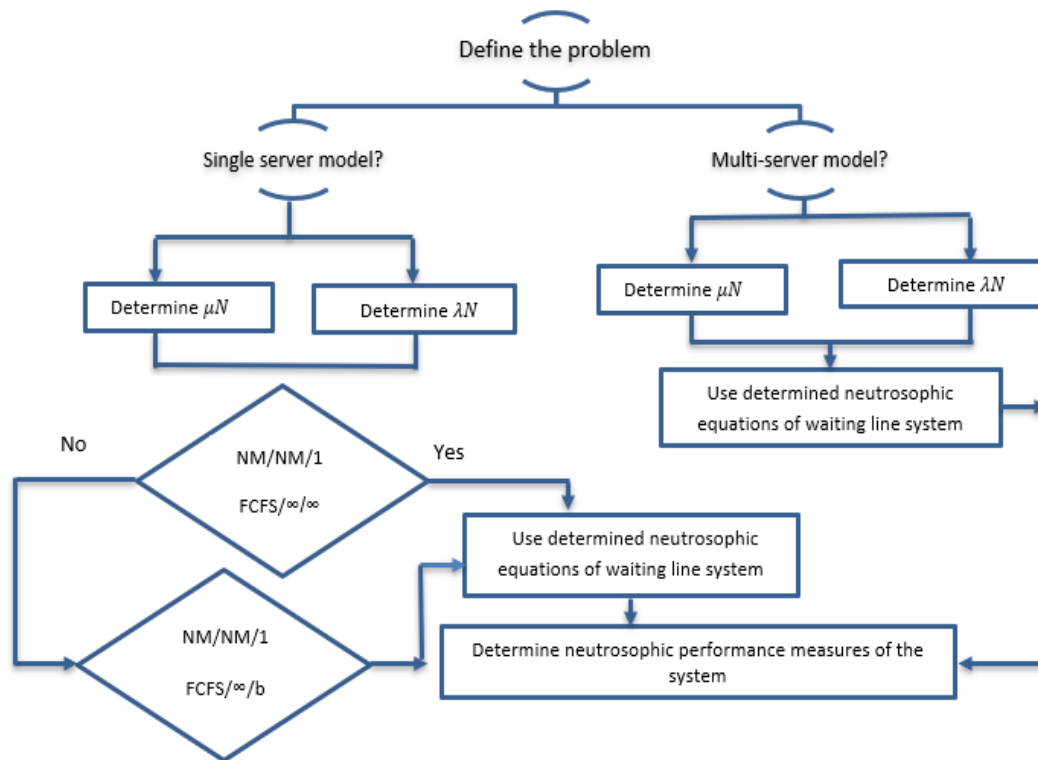 Define the problem
Single server model?
Multi-server model?
Determine μN
Determine λN
Determine μN
Determine λN
Use determined neutrosophic
equations of waiting line system
No
Yes
NM/NM/1
FCFS/∞/∞
Use determined neutrosophic
equations of waiting line system
NM/NM/1
FCFS/∞/b
Determine neutrosophic performance measures of the
system